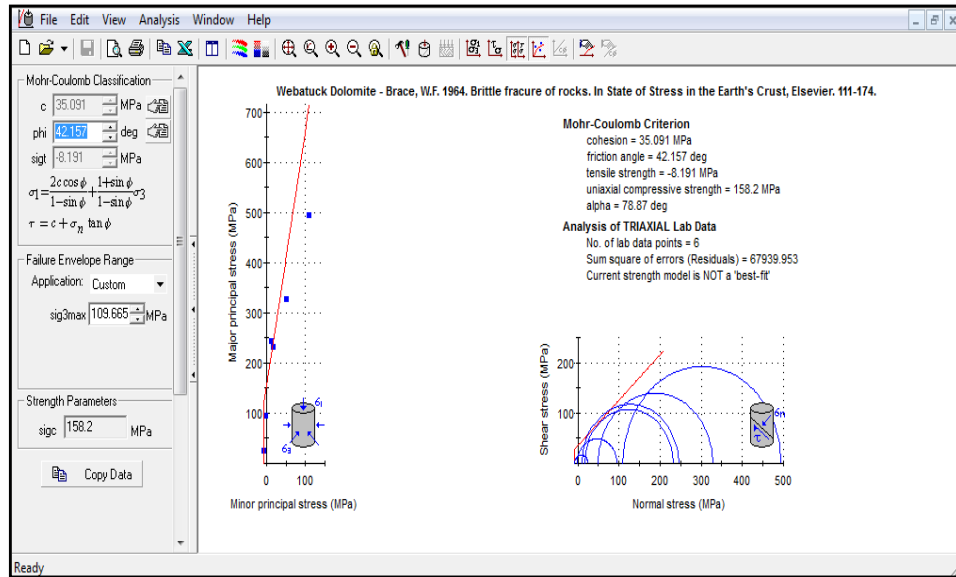 File Edit View Analysis Window Help
Webatuck Dolomite - Brace, W.F. 1964. Brittle fracure of rocks. In State of Stress in the Earth's Crust, Elsevier. 111-174.
Mohr-Coulomb Classification
c 35.091 MPa
phi 42.157 deg
sigt -8.191 MPa
σ1 = 2c cos ϕ / 1−sin ϕ + 1+sin ϕ / 1−sin ϕ σ3
τ = c + σn tan ϕ
Failure Envelope Range
Application: Custom
sig3max 109.665 MPa
Strength Parameters
sigc 158.2 MPa
Copy Data
Major principal stress (MPa)
700
600
500
400
300
200
100
0 100
Minor principal stress (MPa)
σ1
σ3
Mohr-Coulomb Criterion
cohesion = 35.091 MPa
friction angle = 42.157 deg
tensile strength = -8.191 MPa
uniaxial compressive strength = 158.2 MPa
alpha = 78.87 deg
Analysis of TRIAXIAL Lab Data
No. of lab data points = 6
Sum square of errors (Residuals) = 67939.953
Current strength model is NOT a 'best-fit'
Shear stress (MPa)
200
100
0 100 200 300 400 500
Normal stress (MPa)
σn
τ
Ready